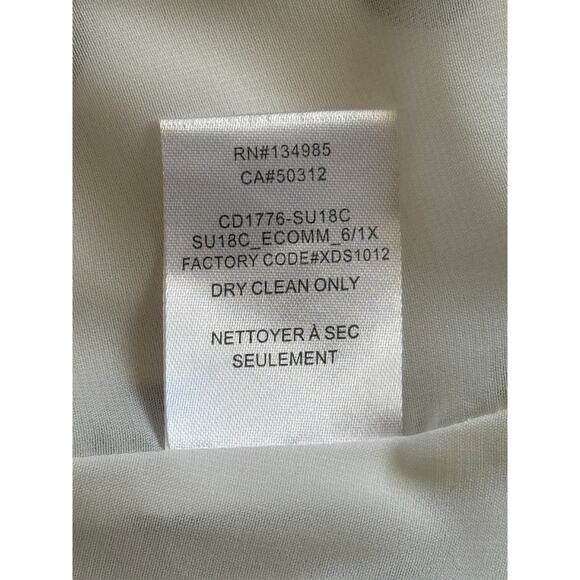 RN#134985
CA#50312
CD1776-SU18C
SU18C_ECOMM_6/1X
FACTORY CODE#XDS1012
DRY CLEAN ONLY
NETTOYER À SEC
SEULEMENT